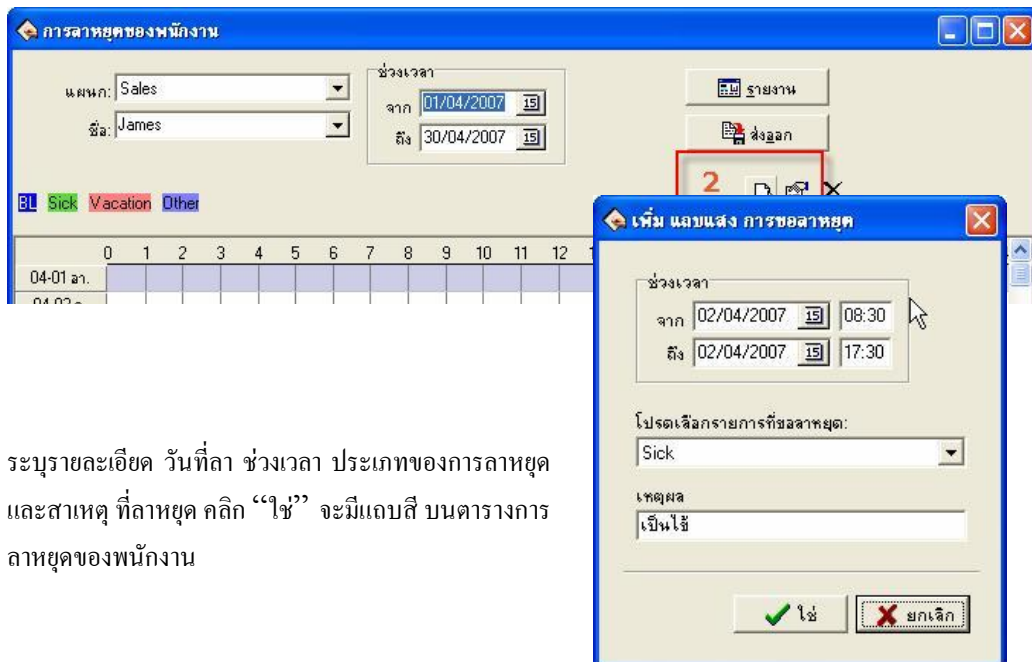 การลาหยุดของพนักงาน
แผนก: Sales
ชื่อ: James
ช่วงเวลา
จาก 01/04/2007 15
ถึง 30/04/2007 15
รายงาน
ส่งออก
2
BL Sick Vacation Other
0 1 2 3 4 5 6 7 8 9 10 11 12
04-01 อา.
เพิ่ม แถบแสง การขอลาหยุด
ช่วงเวลา
จาก 02/04/2007 15 08:30
ถึง 02/04/2007 15 17:30
โปรดเลือกรายการที่ขอลาหยุด:
Sick
เหตุผล
เป็นไข้
ใช่ ยกเลิก
ระบุรายละเอียด วันที่ลา ช่วงเวลา ประเภทของการลาหยุด
และสาเหตุ ที่ลาหยุด คลิก “ใช่” จะมีแถบสี บนตารางการ
ลาหยุดของพนักงาน